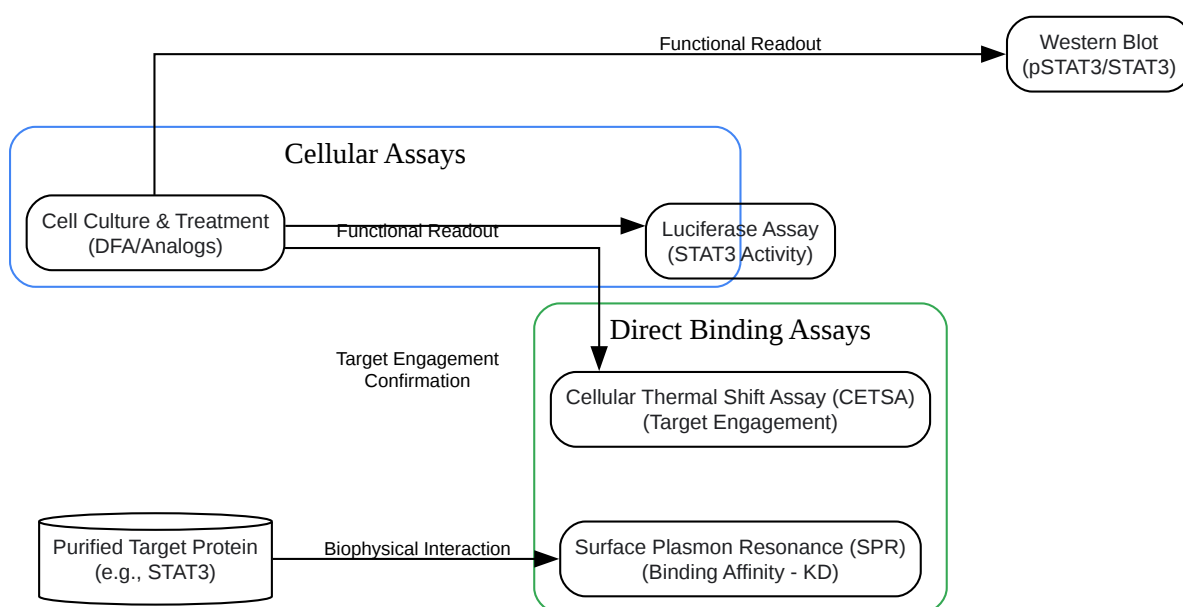 Functional Readout
Western Blot
(pSTAT3/STAT3)
Cellular Assays
Cell Culture & Treatment
(DFA/Analogs)
Functional Readout
Luciferase Assay
(STAT3 Activity)
Direct Binding Assays
Target Engagement
Confirmation
Cellular Thermal Shift Assay (CETSA)
(Target Engagement)
Purified Target Protein
(e.g., STAT3)
Biophysical Interaction
Surface Plasmon Resonance (SPR)
(Binding Affinity - KD)